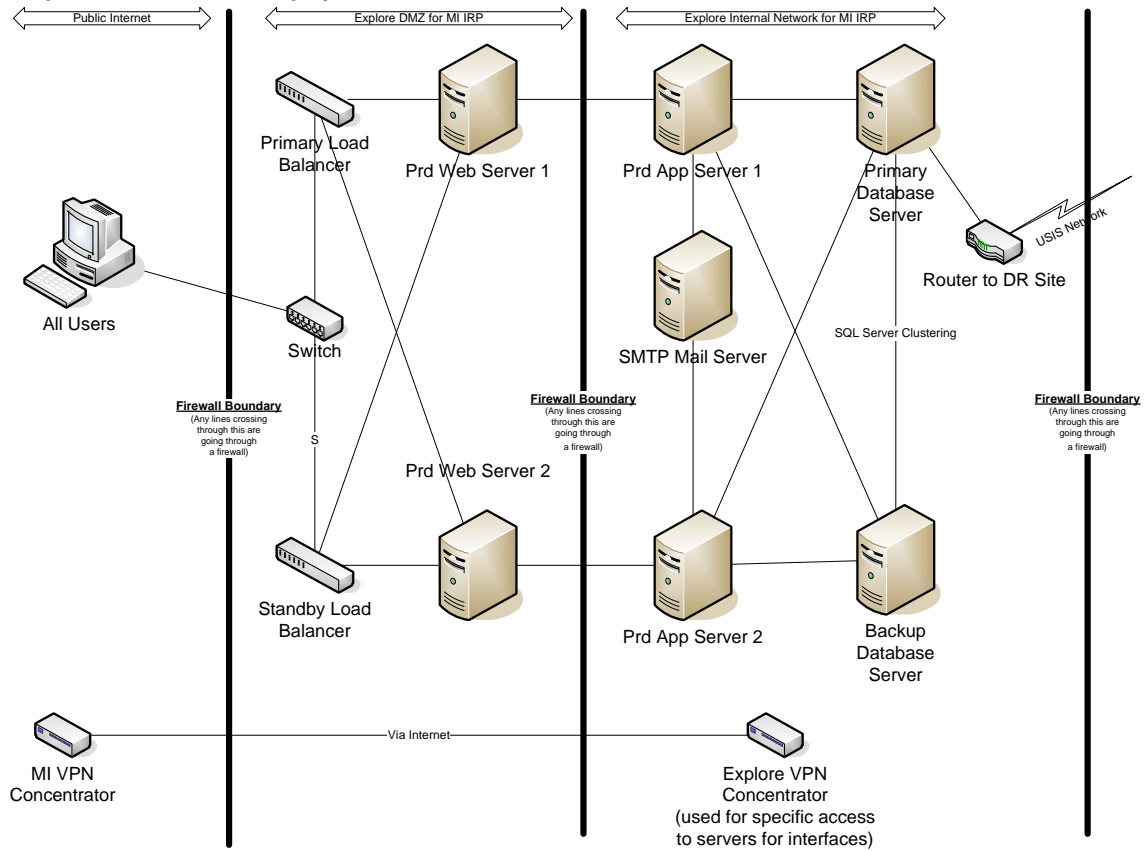 Public Internet
Explore DMZ for MI IRP
Explore Internal Network for MI IRP
Primary Load
Balancer
Prd Web Server 1
Prd App Server 1
Primary
Database
Server
USIS Network
Router to DR Site
All Users
Switch
SMTP Mail Server
SQL Server Clustering
Firewall Boundary
(Any lines crossing
through this are
going through
a firewall)
Firewall Boundary
(Any lines crossing
through this are
going through
a firewall)
Firewall Boundary
(Any lines crossing
through this are
going through
a firewall)
S
Prd Web Server 2
Standby Load
Balancer
Prd App Server 2
Backup
Database
Server
Via Internet
MI VPN
Concentrator
Explore VPN
Concentrator
(used for specific access
to servers for interfaces)